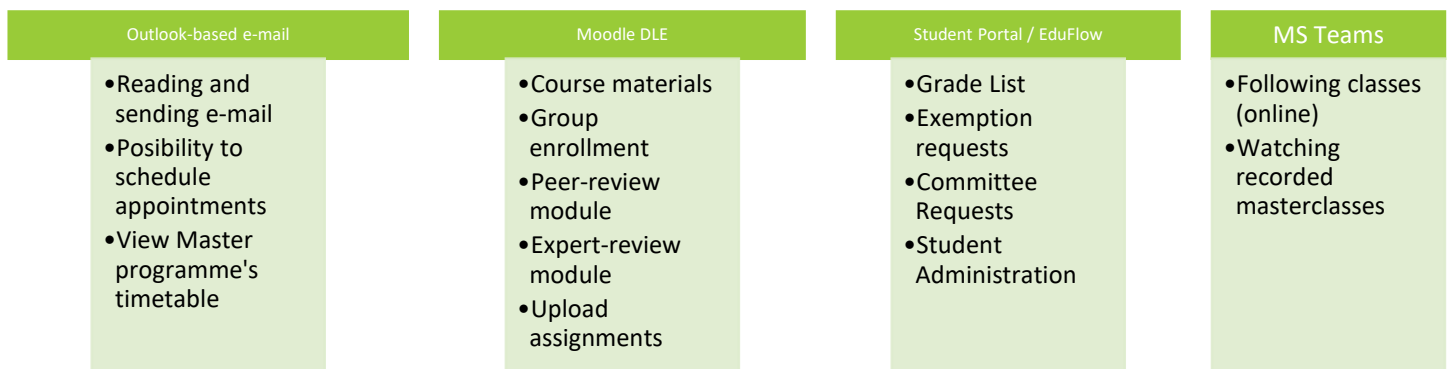 Outlook-based e-mail
•Reading and
sending e-mail
•Posibility to
schedule
appointments
•View Master
programme's
timetable
Moodle DLE
•Course materials
•Group
enrollment
•Peer-review
module
•Expert-review
module
•Upload
assignments
Student Portal / EduFlow
•Grade List
•Exemption
requests
•Committee
Requests
•Student
Administration
MS Teams
•Following classes
(online)
•Watching
recorded
masterclasses